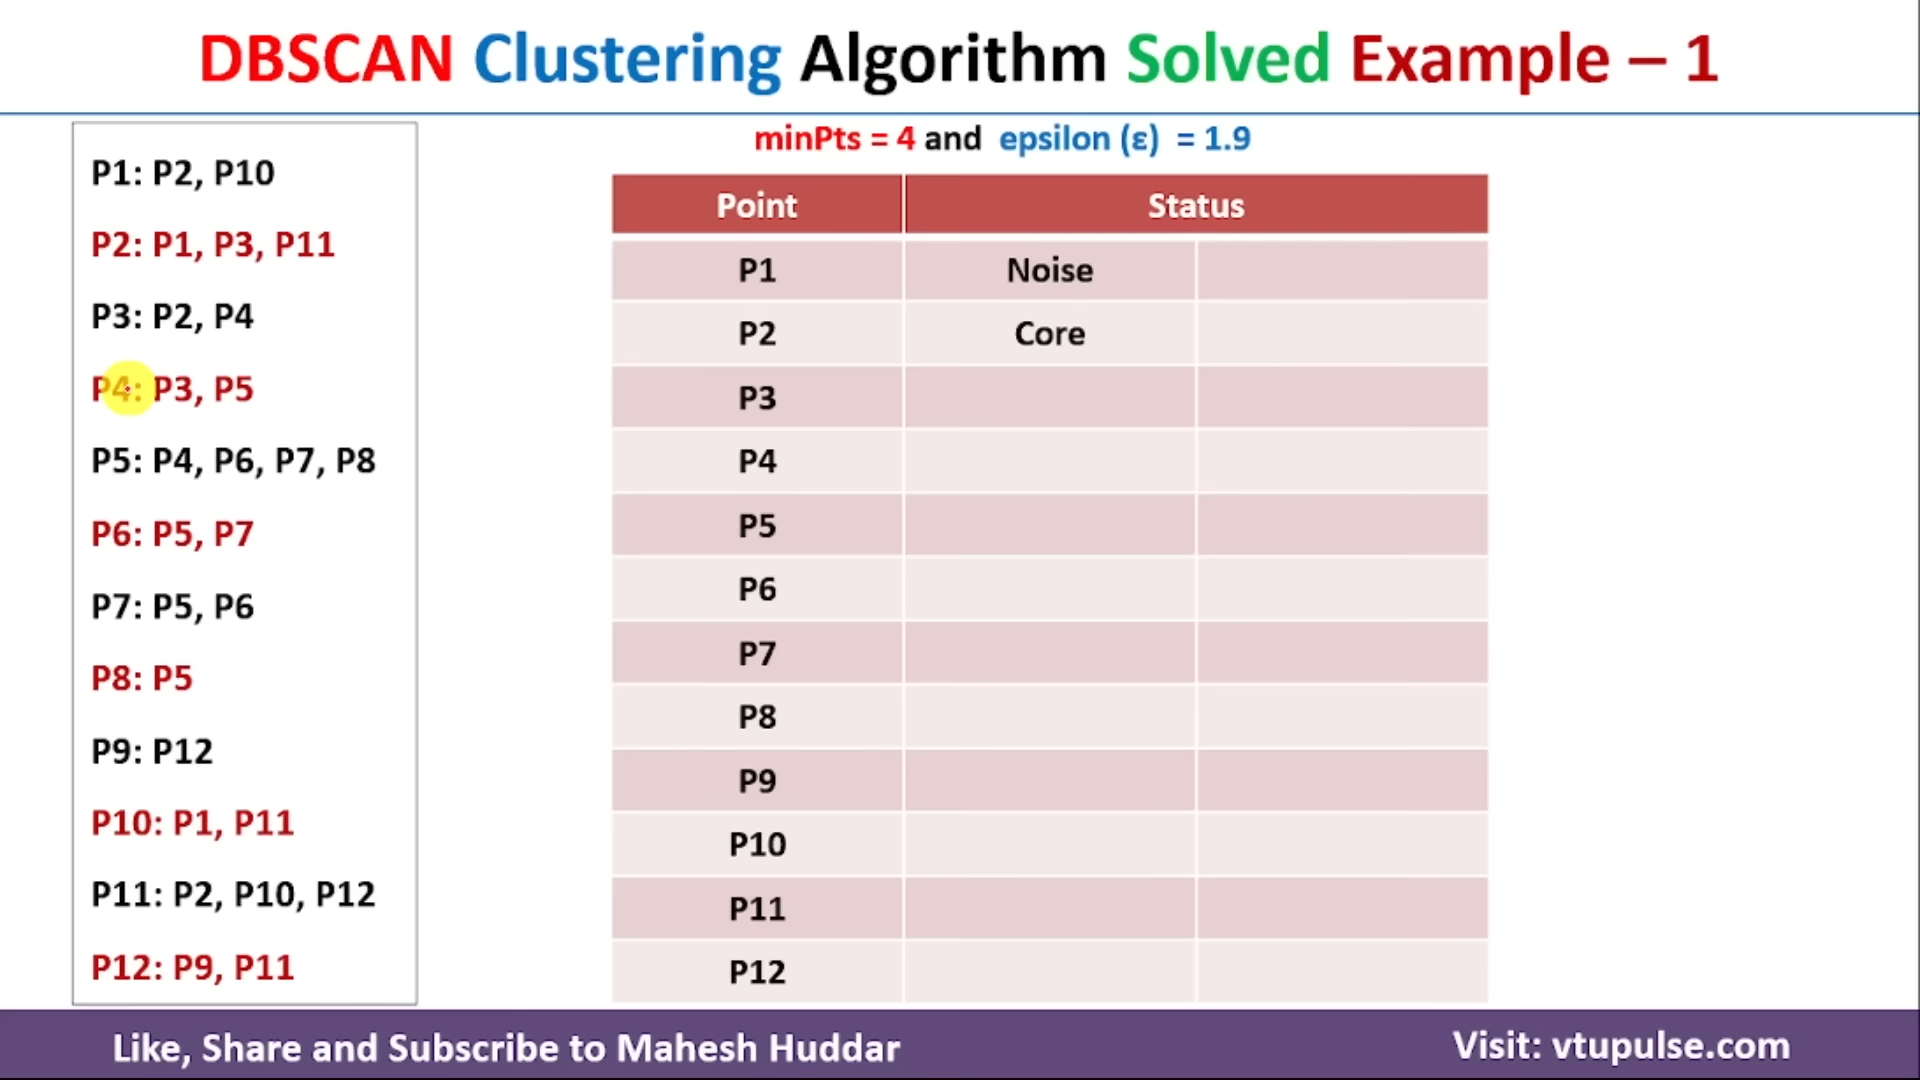 DBSCAN Clustering Algorithm Solved Example – 1
minPts = 4 and epsilon (ε) = 1.9
P1: P2, P10
P2: P1, P3, P11
P3: P2, P4
P4: P3, P5
P5: P4, P6, P7, P8
P6: P5, P7
P7: P5, P6
P8: P5
P9: P12
P10: P1, P11
P11: P2, P10, P12
P12: P9, P11
Point Status
P1 Noise
P2 Core
P3
P4
P5
P6
P7
P8
P9
P10
P11
P12
Like, Share and Subscribe to Mahesh Huddar
Visit: vtupulse.com